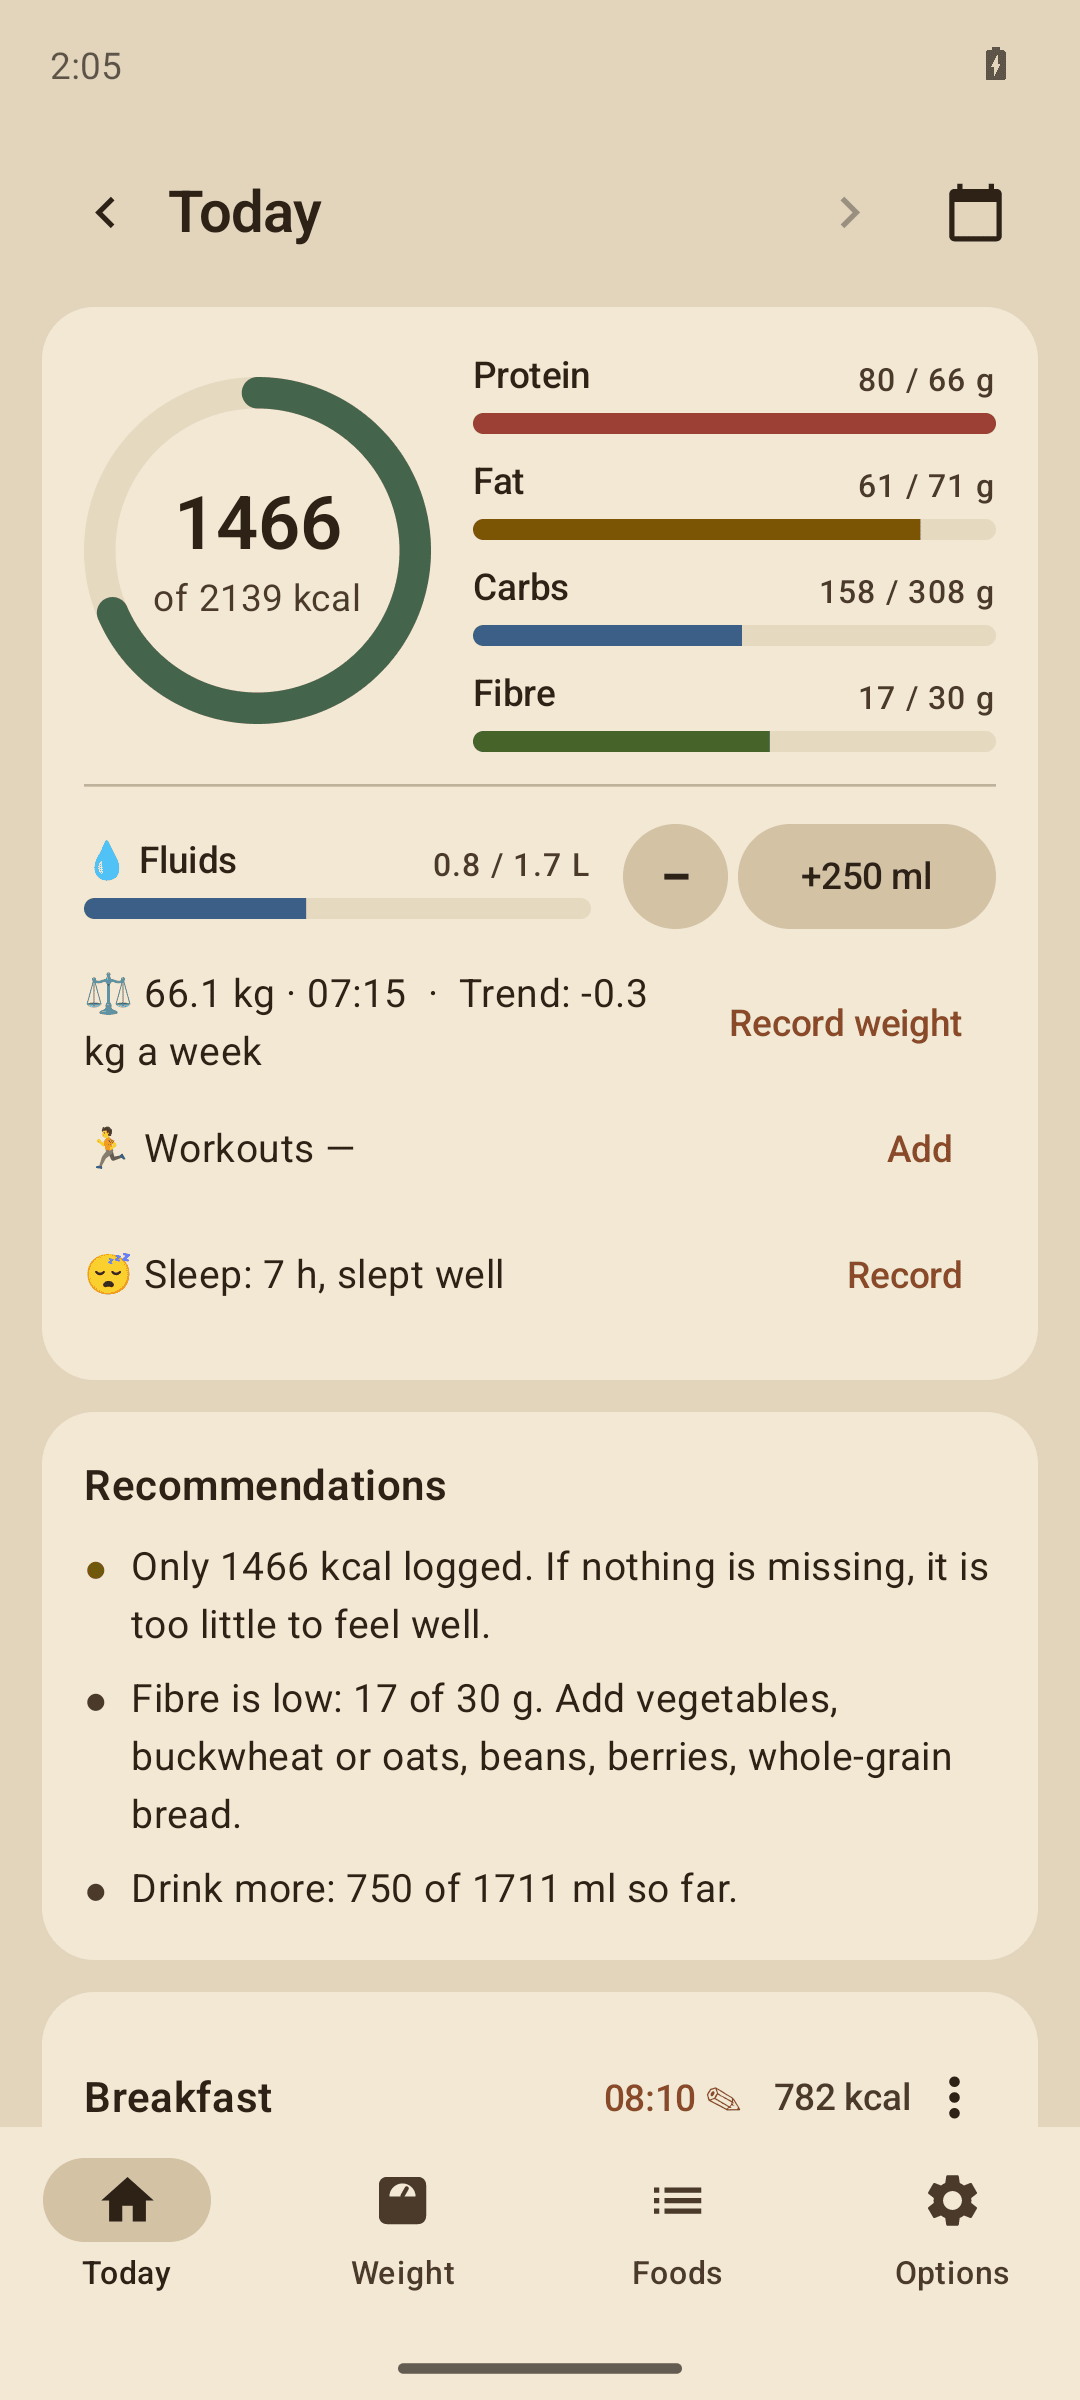 2:05
Today
1466
of 2139 kcal
Protein 80 / 66 g
Fat 61 / 71 g
Carbs 158 / 308 g
Fibre 17 / 30 g
💧 Fluids 0.8 / 1.7 L
− +250 ml
⚖️ 66.1 kg · 07:15 · Trend: -0.3
kg a week
Record weight
🏃 Workouts — Add
😴 Sleep: 7 h, slept well Record
Recommendations
● Only 1466 kcal logged. If nothing is missing, it is
too little to feel well.
● Fibre is low: 17 of 30 g. Add vegetables,
buckwheat or oats, beans, berries, whole-grain
bread.
● Drink more: 750 of 1711 ml so far.
Breakfast 08:10 ✎ 782 kcal
Today Weight Foods Options